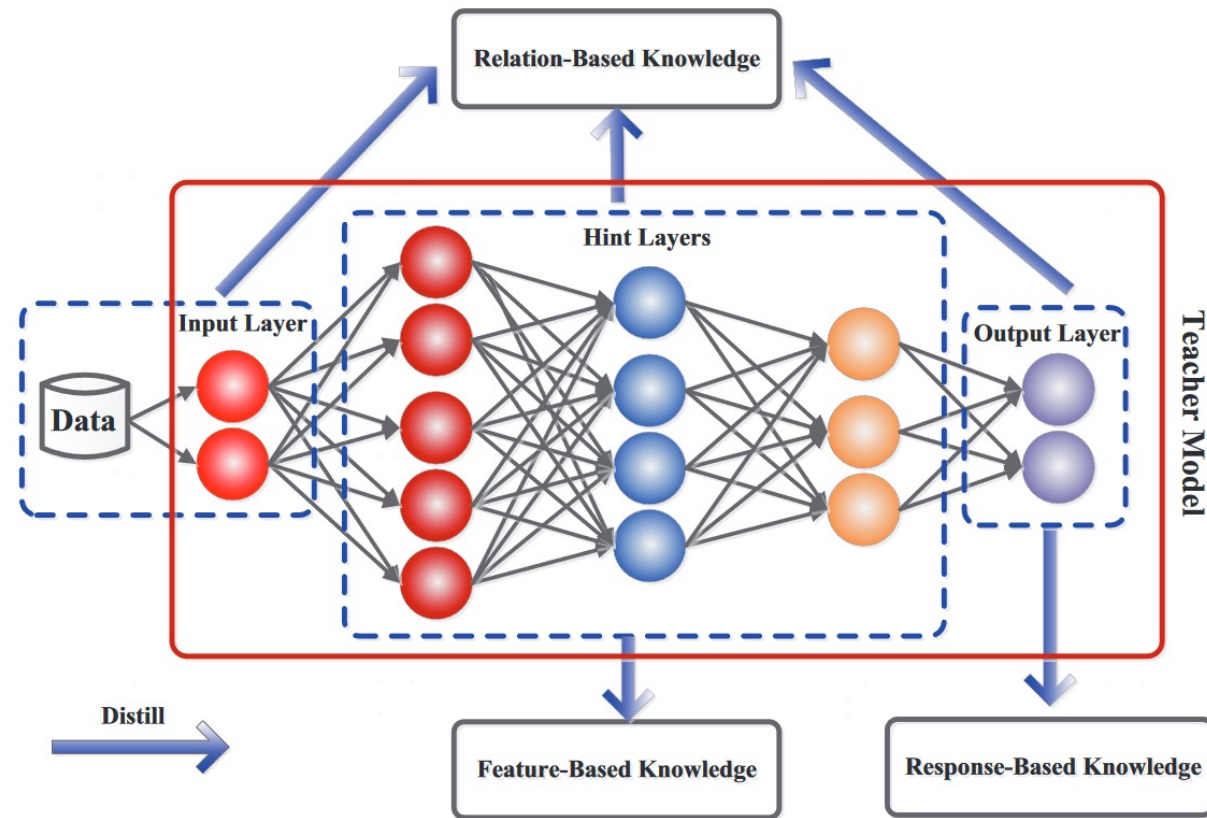 Relation-Based Knowledge
Hint Layers
Input Layer
Output Layer
Data
Teacher Model
Distill
Feature-Based Knowledge
Response-Based Knowledge